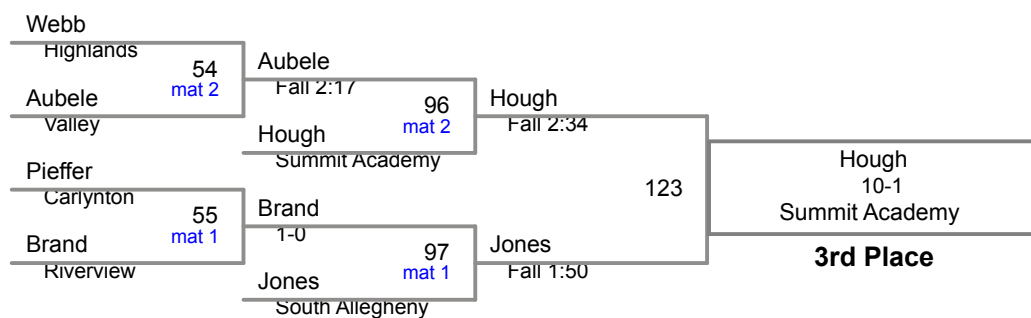 Webb
Highlands
54
mat 2
Aubele
Valley
Pieffer
Carlynton
55
mat 1
Brand
Riverview
Aubele
Fall 2:17
96
mat 2
Hough
Summit Academy
Brand
1-0
97
mat 1
Jones
South Allegheny
Hough
Fall 2:34
123
Jones
Fall 1:50
Hough
10-1
Summit Academy
3rd Place